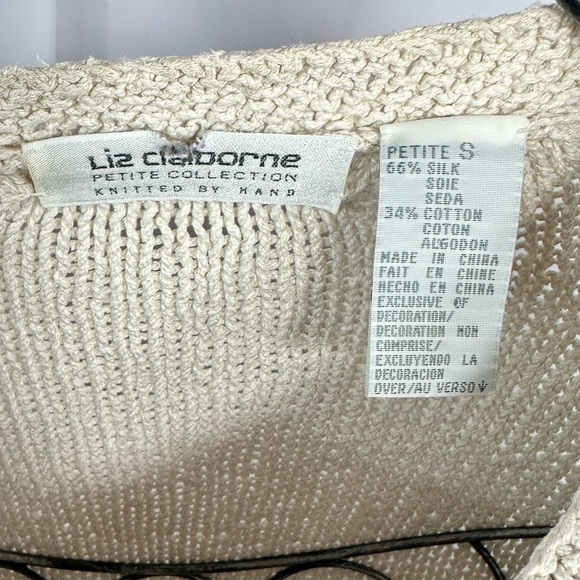 Liz Claiborne
PETITE COLLECTION
KNITTED BY HAND
PETITE S
66% SILK
SOIE
SEDA
34% COTTON
COTON
ALGODON
MADE IN CHINA
FAIT EN CHINE
HECHO EN CHINA
EXCLUSIVE OF
DECORATION/
DECORATION NON
COMPRISE/
EXCLUYENDO LA
DECORACION
OVER/AU VERSO